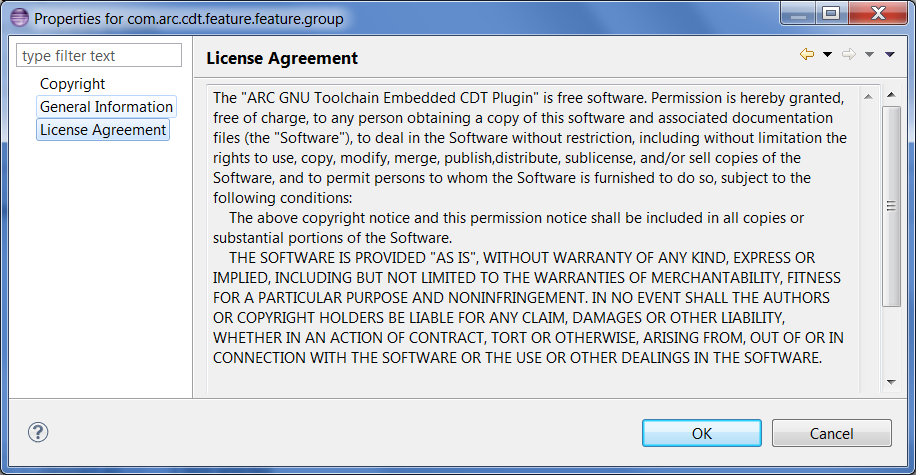 Properties for com.arc.cdt.feature.feature.group
type filter text
Copyright
General Information
License Agreement
License Agreement
The "ARC GNU Toolchain Embedded CDT Plugin" is free software. Permission is hereby granted,
free of charge, to any person obtaining a copy of this software and associated documentation
files (the "Software"), to deal in the Software without restriction, including without limitation the
rights to use, copy, modify, merge, publish,distribute, sublicense, and/or sell copies of the
Software, and to permit persons to whom the Software is furnished to do so, subject to the
following conditions:
The above copyright notice and this permission notice shall be included in all copies or
substantial portions of the Software.
THE SOFTWARE IS PROVIDED "AS IS", WITHOUT WARRANTY OF ANY KIND, EXPRESS OR
IMPLIED, INCLUDING BUT NOT LIMITED TO THE WARRANTIES OF MERCHANTABILITY, FITNESS
FOR A PARTICULAR PURPOSE AND NONINFRINGEMENT. IN NO EVENT SHALL THE AUTHORS
OR COPYRIGHT HOLDERS BE LIABLE FOR ANY CLAIM, DAMAGES OR OTHER LIABILITY,
WHETHER IN AN ACTION OF CONTRACT, TORT OR OTHERWISE, ARISING FROM, OUT OF OR IN
CONNECTION WITH THE SOFTWARE OR THE USE OR OTHER DEALINGS IN THE SOFTWARE.
?
OK
Cancel